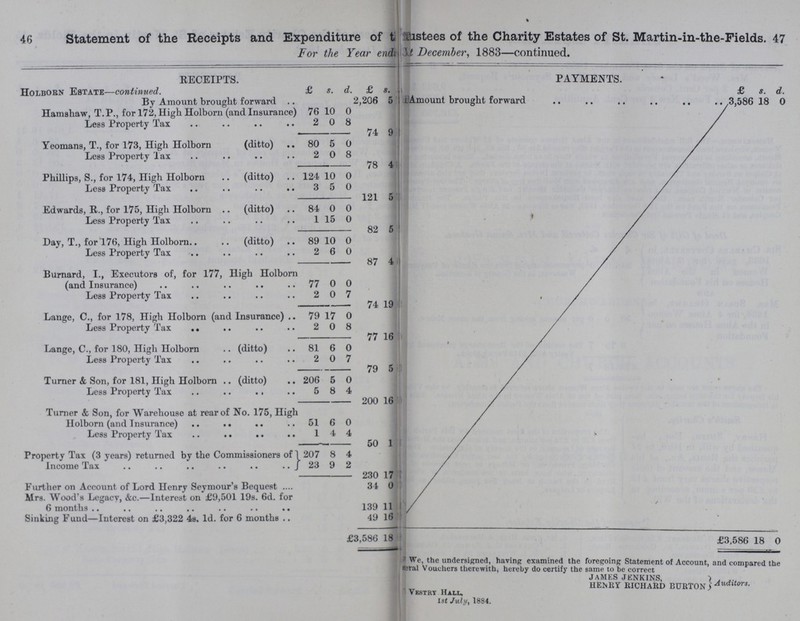 46 Statement of the Receipts and Expenditure of t
For the Year end
RECEIPTS.
£ s. d. £ s.
HOLBORN ESTATE—continued.
By Amount brought forward .. 2,206 5
Hamshaw, T.P., for 172, High Holborn (and Insurance) 76 10 0
Less Property Tax .. .. .. .. 2 0 8
74 9
Yeomans, T., for 173, High Holborn (ditto) .. 80 5 0
Less Property Tax .. .. .. .. 2 0 8
78 4
Phillips, S., for 174, High Holborn .. (ditto) .. 124 10 0
Less Property Tax .. .. .. .. 3 5 0
121 5
Edwards, R., for 175, High Holborn .. (ditto) .. 84 0 0
Less Property Tax .. .. .. .. 1 15 0
82 5
Day, T., for 176, High Holborn.. .. (ditto) .. 89 10 0
Less Property Tax .. .. .. .. 2 6 0
87 4
Burnard, I., Executors of, for 177, High Holborn
(and Insurance) .. .. .. .. .. 77 0 0
Less Property Tax .. .. .. .. 2 0 7
74 19
Lange, C., for 178, High Holborn (and Insurance) .. 79 17 0
Less Property Tax .. .. .. .. 2 0 8
77 16
Lange, C., for 180, High Holborn .. (ditto) .. 81 6 0
Less Property Tax .. .. .. .. 2 0 7
79 5
Turner & Son, for 181, High Holborn .. (ditto) .. 206 5 0
Less Property Tax .. .. .. .. 5 8 4
200 16
Turner & Son, for Warehouse at rear of No. 175, High
Holborn (and Insurance) .. .. .. .. 51 6 0
Less Property Tax .. .. .. .. 1 4 4
50 1
Property Tax (3 years) returned by the Commissioners of } 207 8 4
Income Tax .. .. .. .. .. .. } 23 9 2
230 17
Further on Account of Lord Henry Seymour's Bequest .... 34 0
Mrs. Wood's Legacy, &c.—Interest on £9,501 19s. 6d. for
6 months .. .. .. .. .. .. .. 139 11
Sinking Fund—Interest on £3,322 4s. 1d. for 6 months .. 49 16
£3,586 18
ustees of the Charity Estates of St. Martin-in-the-Fields. 47
December, 1883—continued.
PAYMENTS.
£ s. d.
Amount brought forward .. .. .. .. .. .. 3,586 18 0
£3,586 18 0
We, the undersigned, having examined the foregoing Statement of Account, and compared the
eral Vouchers therewith, hereby do certify the same to be correct
JAMES JENKINS, }
HENRY RICHARD BURTON } Auditors.
VESTRY HALL,
1st July, 1884.